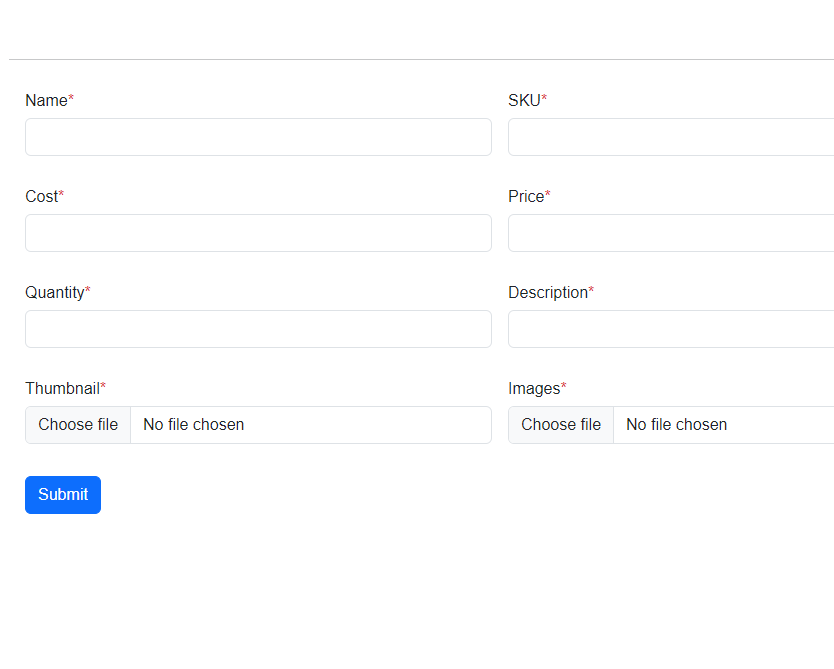 Name*
SKU*
Cost*
Price*
Quantity*
Description*
Thumbnail*
Images*
Choose file No file chosen
Choose file No file chosen
Submit